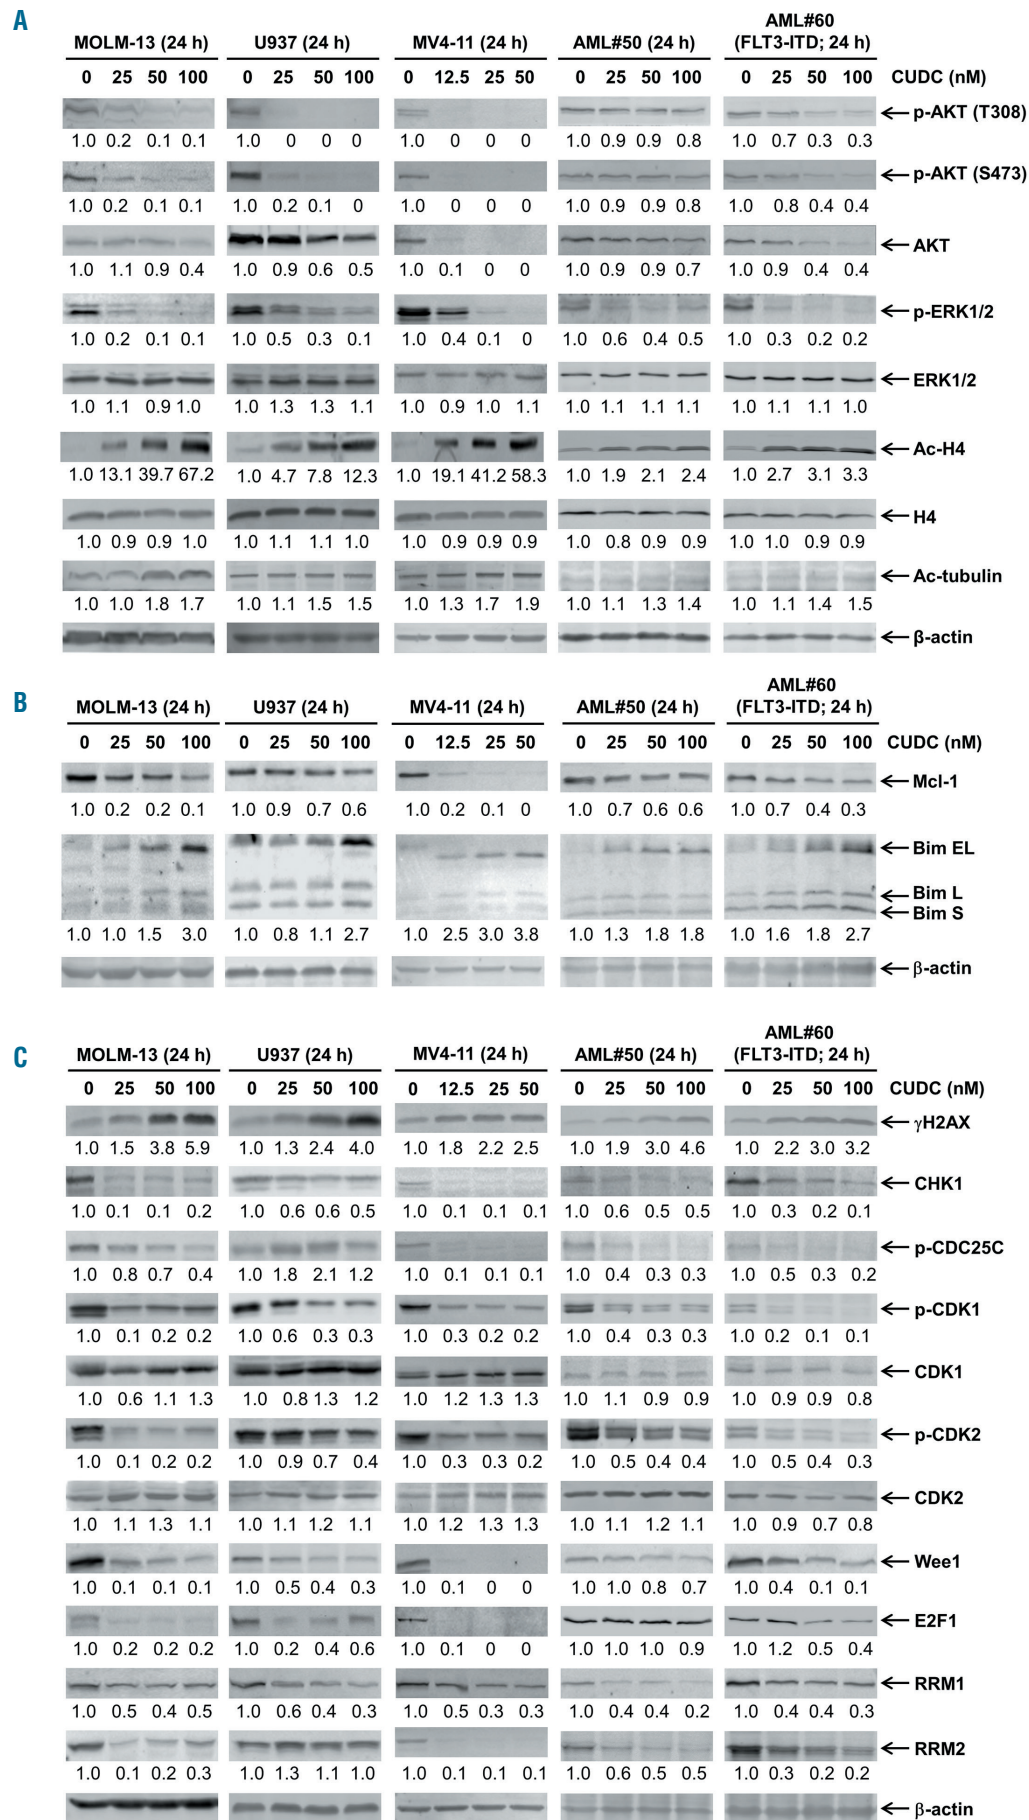 A
MOLM-13 (24 h) U937 (24 h) MV4-11 (24 h) AML#50 (24 h) AML#60 (FLT3-ITD; 24 h)
0 25 50 100 0 25 50 100 0 12.5 25 50 0 25 50 100 0 25 50 100 CUDC (nM)
p-AKT (T308)
1.0 0.2 0.1 0.1 1.0 0 0 0 1.0 0 0 0 1.0 0.9 0.9 0.8 1.0 0.7 0.3 0.3
p-AKT (S473)
1.0 0.2 0.1 0.1 1.0 0.2 0.1 0 1.0 0 0 0 1.0 0.9 0.9 0.8 1.0 0.8 0.4 0.4
AKT
1.0 1.1 0.9 0.4 1.0 0.9 0.6 0.5 1.0 0.1 0 0 1.0 0.9 0.9 0.7 1.0 0.9 0.4 0.4
p-ERK1/2
1.0 0.2 0.1 0.1 1.0 0.5 0.3 0.1 1.0 0.4 0.1 0 1.0 0.6 0.4 0.5 1.0 0.3 0.2 0.2
ERK1/2
1.0 1.1 0.9 1.0 1.0 1.3 1.3 1.1 1.0 0.9 1.0 1.1 1.0 1.1 1.1 1.1 1.0 1.1 1.1 1.0
Ac-H4
1.0 13.1 39.7 67.2 1.0 4.7 7.8 12.3 1.0 19.1 41.2 58.3 1.0 1.9 2.1 2.4 1.0 2.7 3.1 3.3
H4
1.0 0.9 0.9 1.0 1.0 1.1 1.1 1.0 1.0 0.9 0.9 0.9 1.0 0.8 0.9 0.9 1.0 1.0 0.9 0.9
Ac-tubulin
1.0 1.0 1.8 1.7 1.0 1.1 1.5 1.5 1.0 1.3 1.7 1.9 1.0 1.1 1.3 1.4 1.0 1.1 1.4 1.5
β-actin
B
MOLM-13 (24 h) U937 (24 h) MV4-11 (24 h) AML#50 (24 h) AML#60 (FLT3-ITD; 24 h)
0 25 50 100 0 25 50 100 0 12.5 25 50 0 25 50 100 0 25 50 100 CUDC (nM)
Mcl-1
1.0 0.2 0.2 0.1 1.0 0.9 0.7 0.6 1.0 0.2 0.1 0 1.0 0.7 0.6 0.6 1.0 0.7 0.4 0.3
Bim EL
Bim L
Bim S
1.0 1.0 1.5 3.0 1.0 0.8 1.1 2.7 1.0 2.5 3.0 3.8 1.0 1.3 1.8 1.8 1.0 1.6 1.8 2.7
β-actin
C
MOLM-13 (24 h) U937 (24 h) MV4-11 (24 h) AML#50 (24 h) AML#60 (FLT3-ITD; 24 h)
0 25 50 100 0 25 50 100 0 12.5 25 50 0 25 50 100 0 25 50 100 CUDC (nM)
γH2AX
1.0 1.5 3.8 5.9 1.0 1.3 2.4 4.0 1.0 1.8 2.2 2.5 1.0 1.9 3.0 4.6 1.0 2.2 3.0 3.2
CHK1
1.0 0.1 0.1 0.2 1.0 0.6 0.6 0.5 1.0 0.1 0.1 0.1 1.0 0.6 0.5 0.5 1.0 0.3 0.2 0.1
p-CDC25C
1.0 0.8 0.7 0.4 1.0 1.8 2.1 1.2 1.0 0.1 0.1 0.1 1.0 0.4 0.3 0.3 1.0 0.5 0.3 0.2
p-CDK1
1.0 0.1 0.2 0.2 1.0 0.6 0.3 0.3 1.0 0.3 0.2 0.2 1.0 0.4 0.3 0.3 1.0 0.2 0.1 0.1
CDK1
1.0 0.6 1.1 1.3 1.0 0.8 1.3 1.2 1.0 1.2 1.3 1.3 1.0 1.1 0.9 0.9 1.0 0.9 0.9 0.8
p-CDK2
1.0 0.1 0.2 0.2 1.0 0.9 0.7 0.4 1.0 0.3 0.3 0.2 1.0 0.5 0.4 0.4 1.0 0.5 0.4 0.3
CDK2
1.0 1.1 1.3 1.1 1.0 1.1 1.2 1.1 1.0 1.2 1.3 1.3 1.0 1.1 1.2 1.1 1.0 0.9 0.7 0.8
Wee1
1.0 0.1 0.1 0.1 1.0 0.5 0.4 0.3 1.0 0.1 0 0 1.0 1.0 0.8 0.7 1.0 0.4 0.1 0.1
E2F1
1.0 0.2 0.2 0.2 1.0 0.2 0.4 0.6 1.0 0.1 0 0 1.0 1.0 1.0 0.9 1.0 1.2 0.5 0.4
RRM1
1.0 0.5 0.4 0.5 1.0 0.6 0.4 0.3 1.0 0.5 0.3 0.3 1.0 0.4 0.4 0.2 1.0 0.4 0.4 0.3
RRM2
1.0 0.1 0.2 0.3 1.0 1.3 1.1 1.0 1.0 0.1 0.1 0.1 1.0 0.6 0.5 0.5 1.0 0.3 0.2 0.2
β-actin